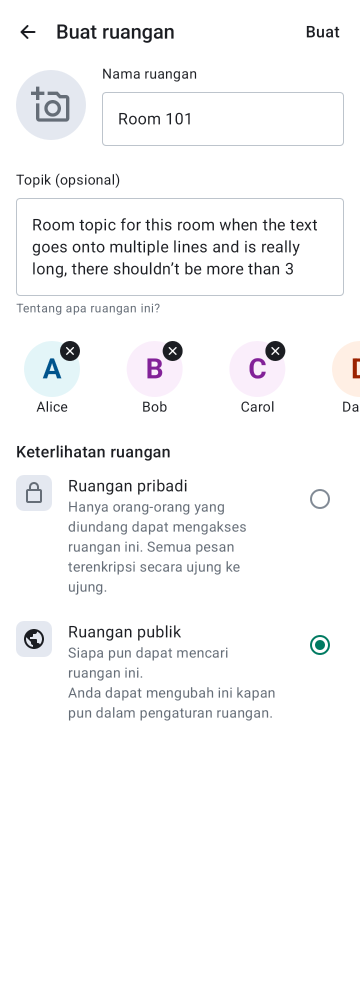 Buat ruangan
Buat
Nama ruangan
Room 101
Topik (opsional)
Room topic for this room when the text
goes onto multiple lines and is really
long, there shouldn’t be more than 3
Tentang apa ruangan ini?
A
B
C
Alice
Bob
Carol
Da
Keterlihatan ruangan
Ruangan pribadi
Hanya orang-orang yang
diundang dapat mengakses
ruangan ini. Semua pesan
terenkripsi secara ujung ke
ujung.
Ruangan publik
Siapa pun dapat mencari
ruangan ini.
Anda dapat mengubah ini kapan
pun dalam pengaturan ruangan.